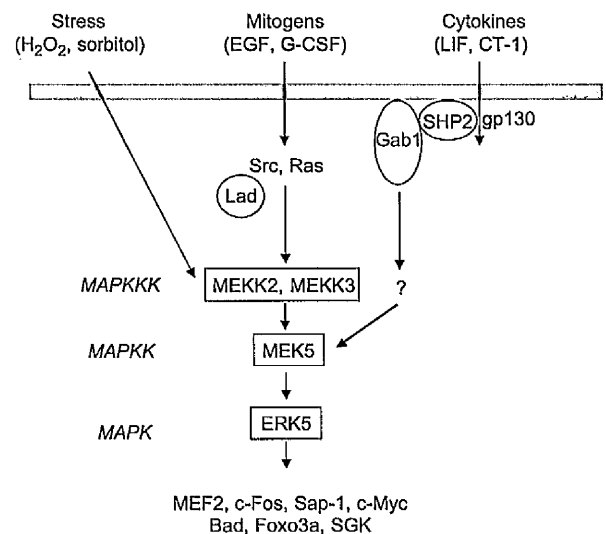 Stress
(H₂O₂, sorbitol)
Mitogens
(EGF, G-CSF)
Cytokines
(LIF, CT-1)
SHP2
gp130
Gab1
Src, Ras
Lad
MAPKKK
MEKK2, MEKK3
?
MAPKK
MEK5
MAPK
ERK5
MEF2, c-Fos, Sap-1, c-Myc
Bad, Foxo3a, SGK